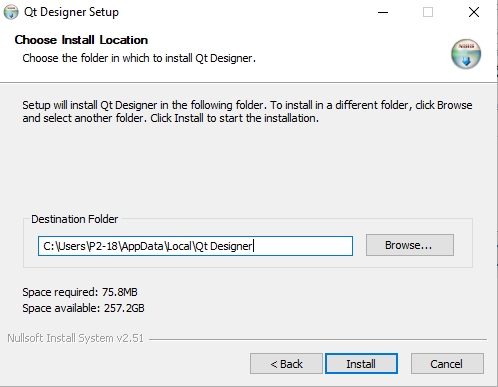 Qt Designer Setup
Choose Install Location
Choose the folder in which to install Qt Designer.
Setup will install Qt Designer in the following folder. To install in a different folder, click Browse
and select another folder. Click Install to start the installation.
Destination Folder
C:\Users\P2-18\AppData\Local\Qt Designer
Browse...
Space required: 75.8MB
Space available: 257.2GB
Nullsoft Install System v2.51
< Back
Install
Cancel